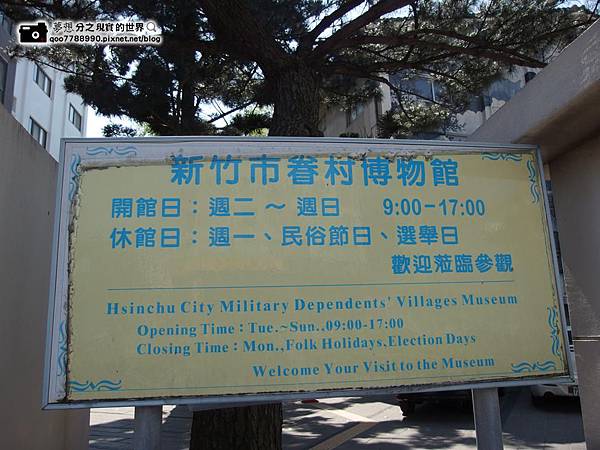 夢想分之現實的世界
qoo7788990.pixnet.net/blog
新竹市眷村博物館
開館日：週二～週日 9:00-17:00
休館日：週一、民俗節日、選舉日
歡迎蒞臨參觀
Hsinchu City Military Dependents' Villages Museum
Opening Time：Tue.~Sun.,09:00-17:00
Closing Time：Mon.,Folk Holidays.Election Days
Welcome Your Visit to the Museum